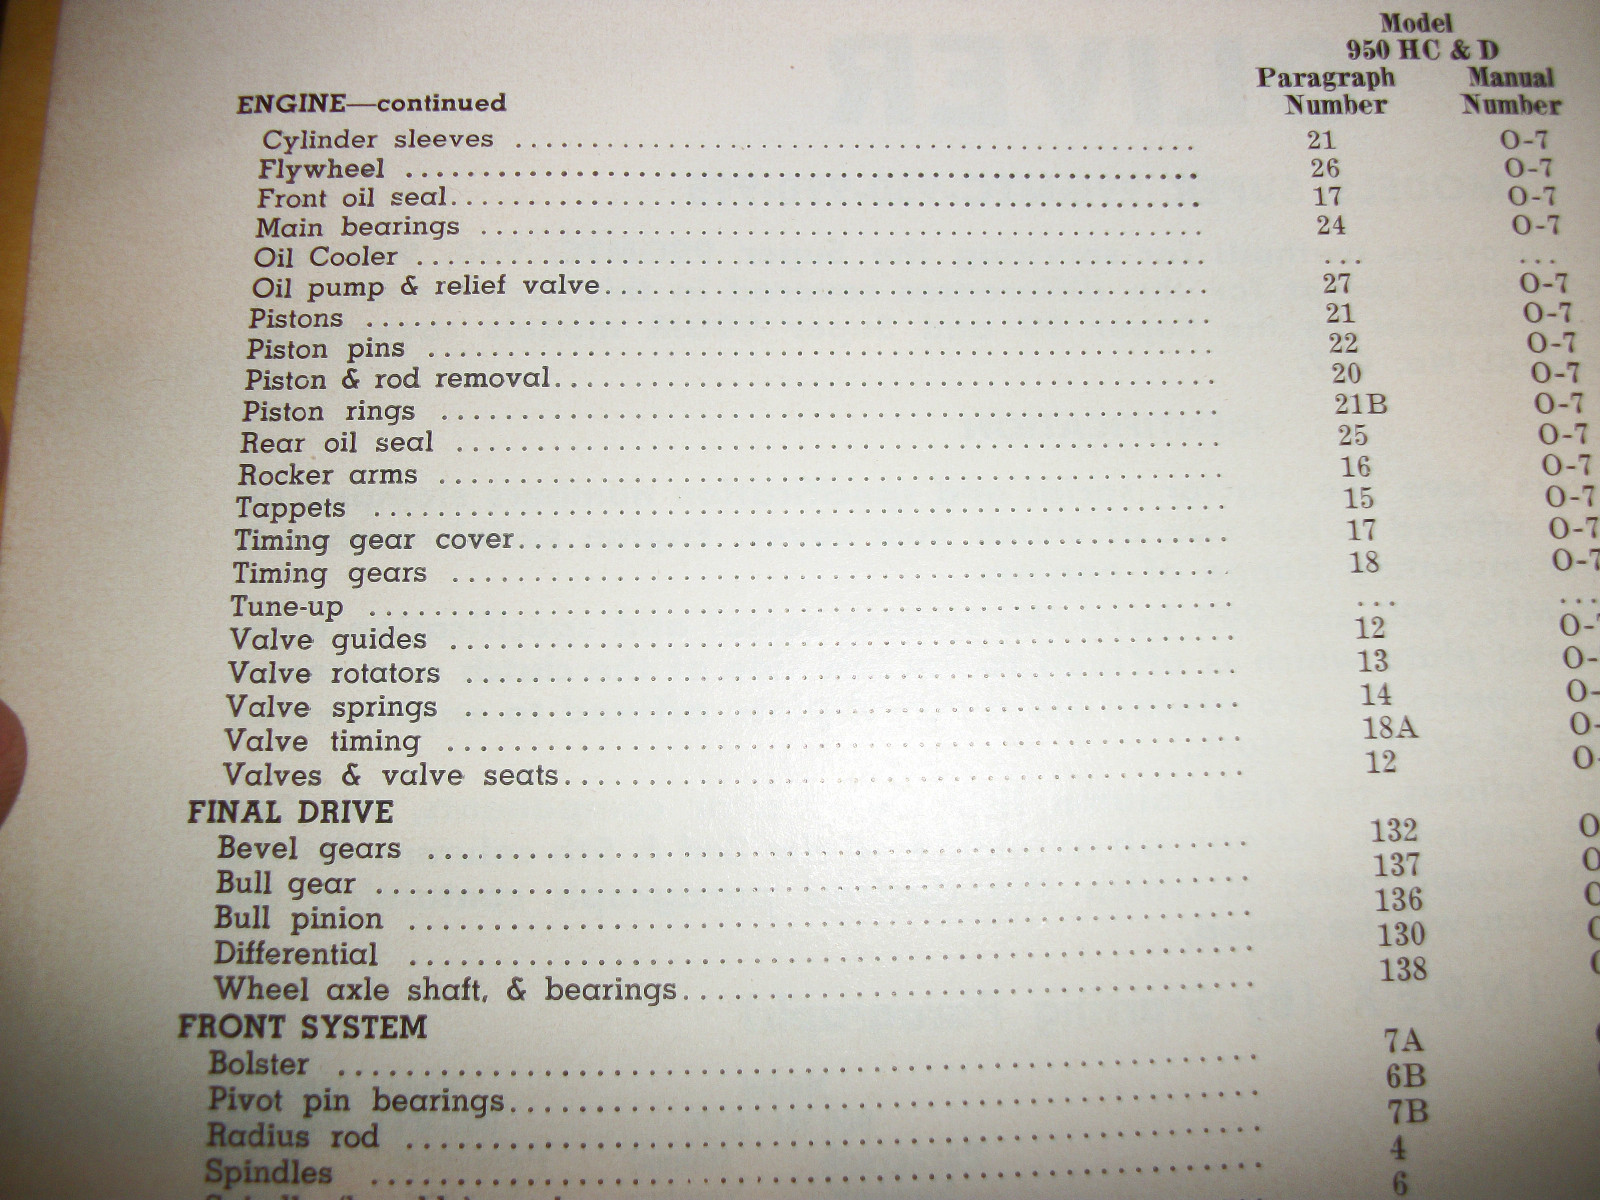 Model
950 HC & D
Paragraph Number Manual Number
ENGINE—continued
Cylinder sleeves ........ 21 O-7
Flywheel ........ 26 O-7
Front oil seal ........ 17 O-7
Main bearings ........ 24 O-7
Oil Cooler ........ ... ...
Oil pump & relief valve ........ 27 O-7
Pistons ........ 21 O-7
Piston pins ........ 22 O-7
Piston & rod removal ........ 20 O-7
Piston rings ........ 21B O-7
Rear oil seal ........ 25 O-7
Rocker arms ........ 16 O-7
Tappets ........ 15 O-7
Timing gear cover ........ 17 O-7
Timing gears ........ 18 O-7
Tune-up ........ ... ...
Valve guides ........ 12 O-
Valve rotators ........ 13 O-
Valve springs ........ 14 O-
Valve timing ........ 18A O-
Valves & valve seats ........ 12 O-
FINAL DRIVE
Bevel gears ........ 132 O
Bull gear ........ 137
Bull pinion ........ 136
Differential ........ 130
Wheel axle shaft, & bearings ........ 138
FRONT SYSTEM
Bolster ........ 7A
Pivot pin bearings ........ 6B
Radius rod ........ 7B
Spindles ........ 4
6